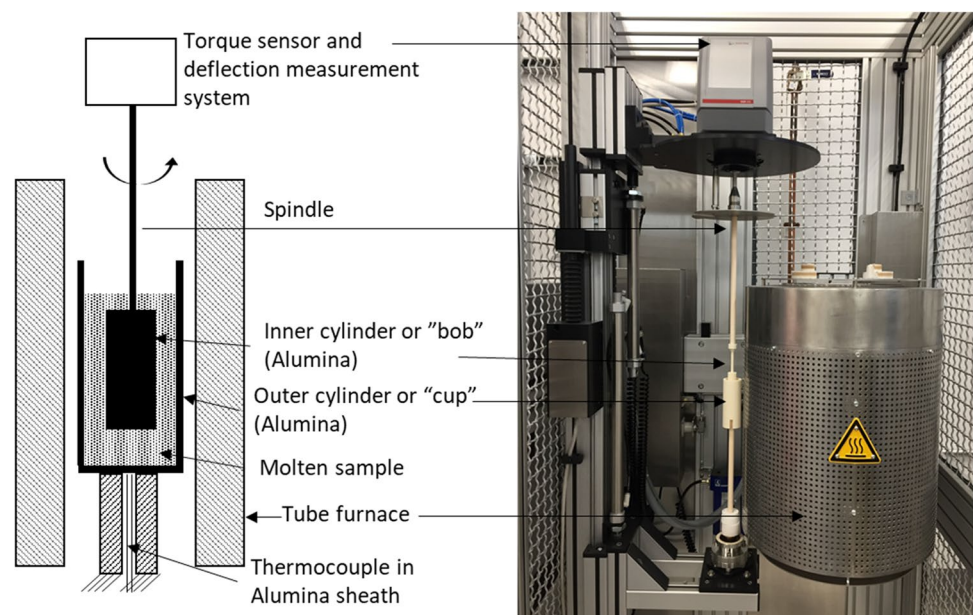 Torque sensor and
deflection measurement
system
Spindle
Inner cylinder or ”bob”
(Alumina)
Outer cylinder or “cup”
(Alumina)
Molten sample
Tube furnace
Thermocouple in
Alumina sheath